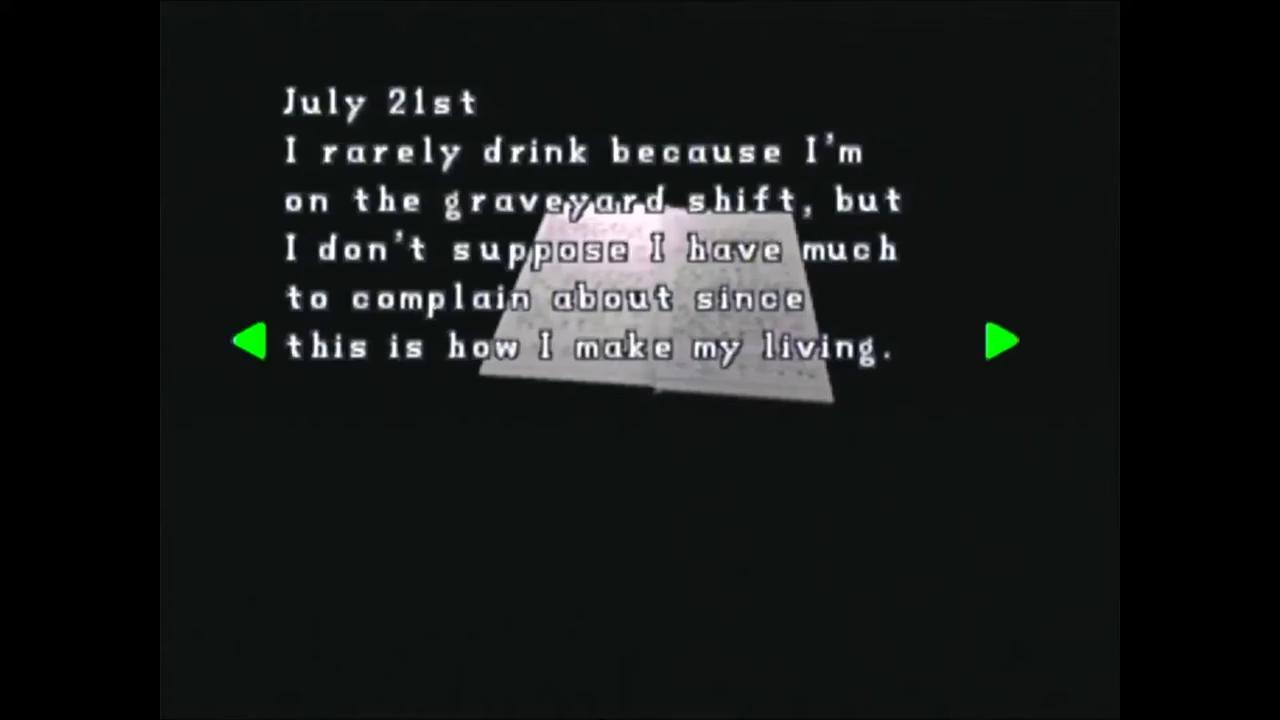 July 21st
I rarely drink because I'm
on the graveyard shift, but
I don't suppose I have much
to complain about since
this is how I make my living.